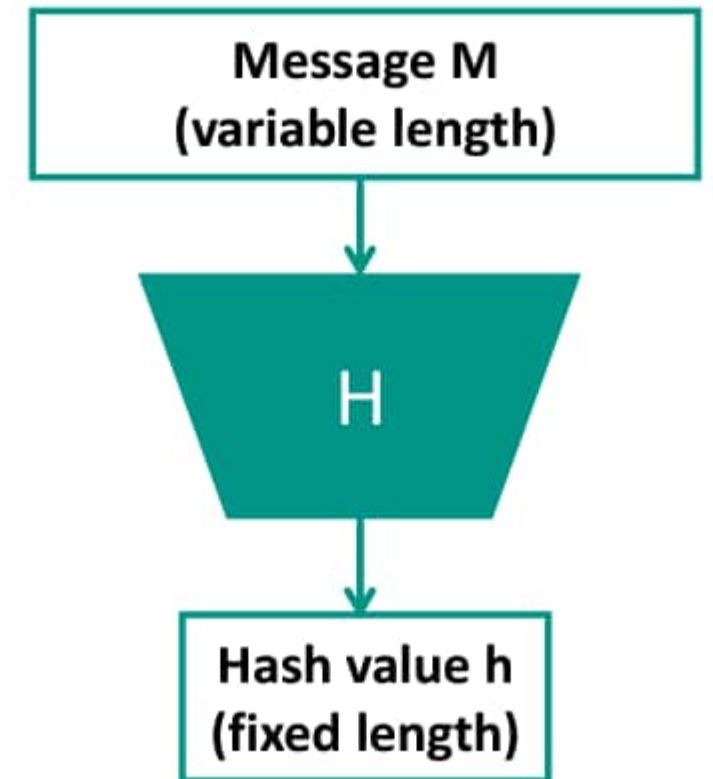 Message M
(variable length)
H
Hash value h
(fixed length)